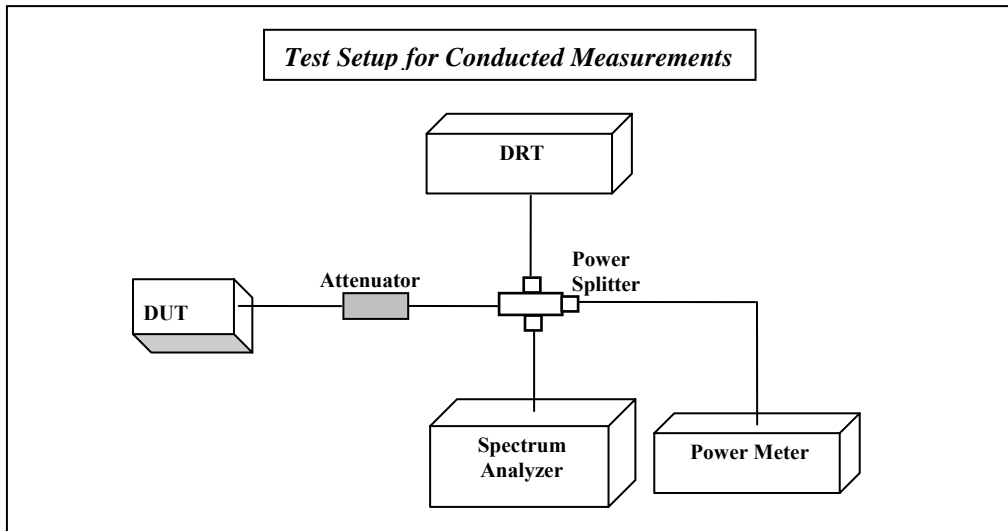 Test Setup for Conducted Measurements
DRT
Power
Splitter
Attenuator
DUT
Spectrum
Analyzer
Power Meter